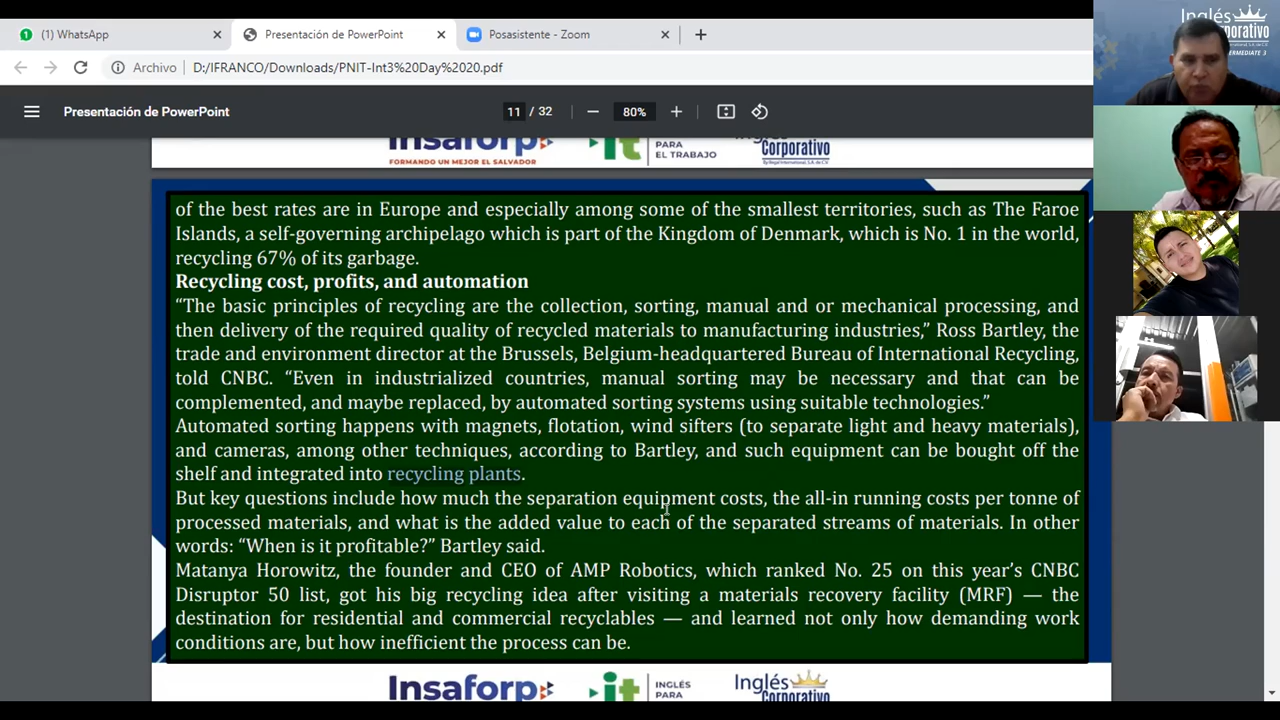 (1) WhatsApp
Presentación de PowerPoint
Posasistente - Zoom
Archivo
D:/IFRANCO/Downloads/PNIT-Int3%20Day%2020.pdf
Presentación de PowerPoint
11 / 32
80%
Insaforp
FORMANDO UN MEJOR EL SALVADOR
it
PARA
EL TRABAJO
Corporativo
of the best rates are in Europe and especially among some of the smallest territories, such as The Faroe
Islands, a self-governing archipelago which is part of the Kingdom of Denmark, which is No. 1 in the world,
recycling 67% of its garbage.
Recycling cost, profits, and automation
“The basic principles of recycling are the collection, sorting, manual and or mechanical processing, and
then delivery of the required quality of recycled materials to manufacturing industries,” Ross Bartley, the
trade and environment director at the Brussels, Belgium-headquartered Bureau of International Recycling,
told CNBC. “Even in industrialized countries, manual sorting may be necessary and that can be
complemented, and maybe replaced, by automated sorting systems using suitable technologies.”
Automated sorting happens with magnets, flotation, wind sifters (to separate light and heavy materials),
and cameras, among other techniques, according to Bartley, and such equipment can be bought off the
shelf and integrated into recycling plants.
But key questions include how much the separation equipment costs, the all-in running costs per tonne of
processed materials, and what is the added value to each of the separated streams of materials. In other
words: “When is it profitable?” Bartley said.
Matanya Horowitz, the founder and CEO of AMP Robotics, which ranked No. 25 on this year’s CNBC
Disruptor 50 list, got his big recycling idea after visiting a materials recovery facility (MRF) — the
destination for residential and commercial recyclables — and learned not only how demanding work
conditions are, but how inefficient the process can be.
Insaforp
it
INGLÉS
PARA
Inglés
Corporativo
Inglés